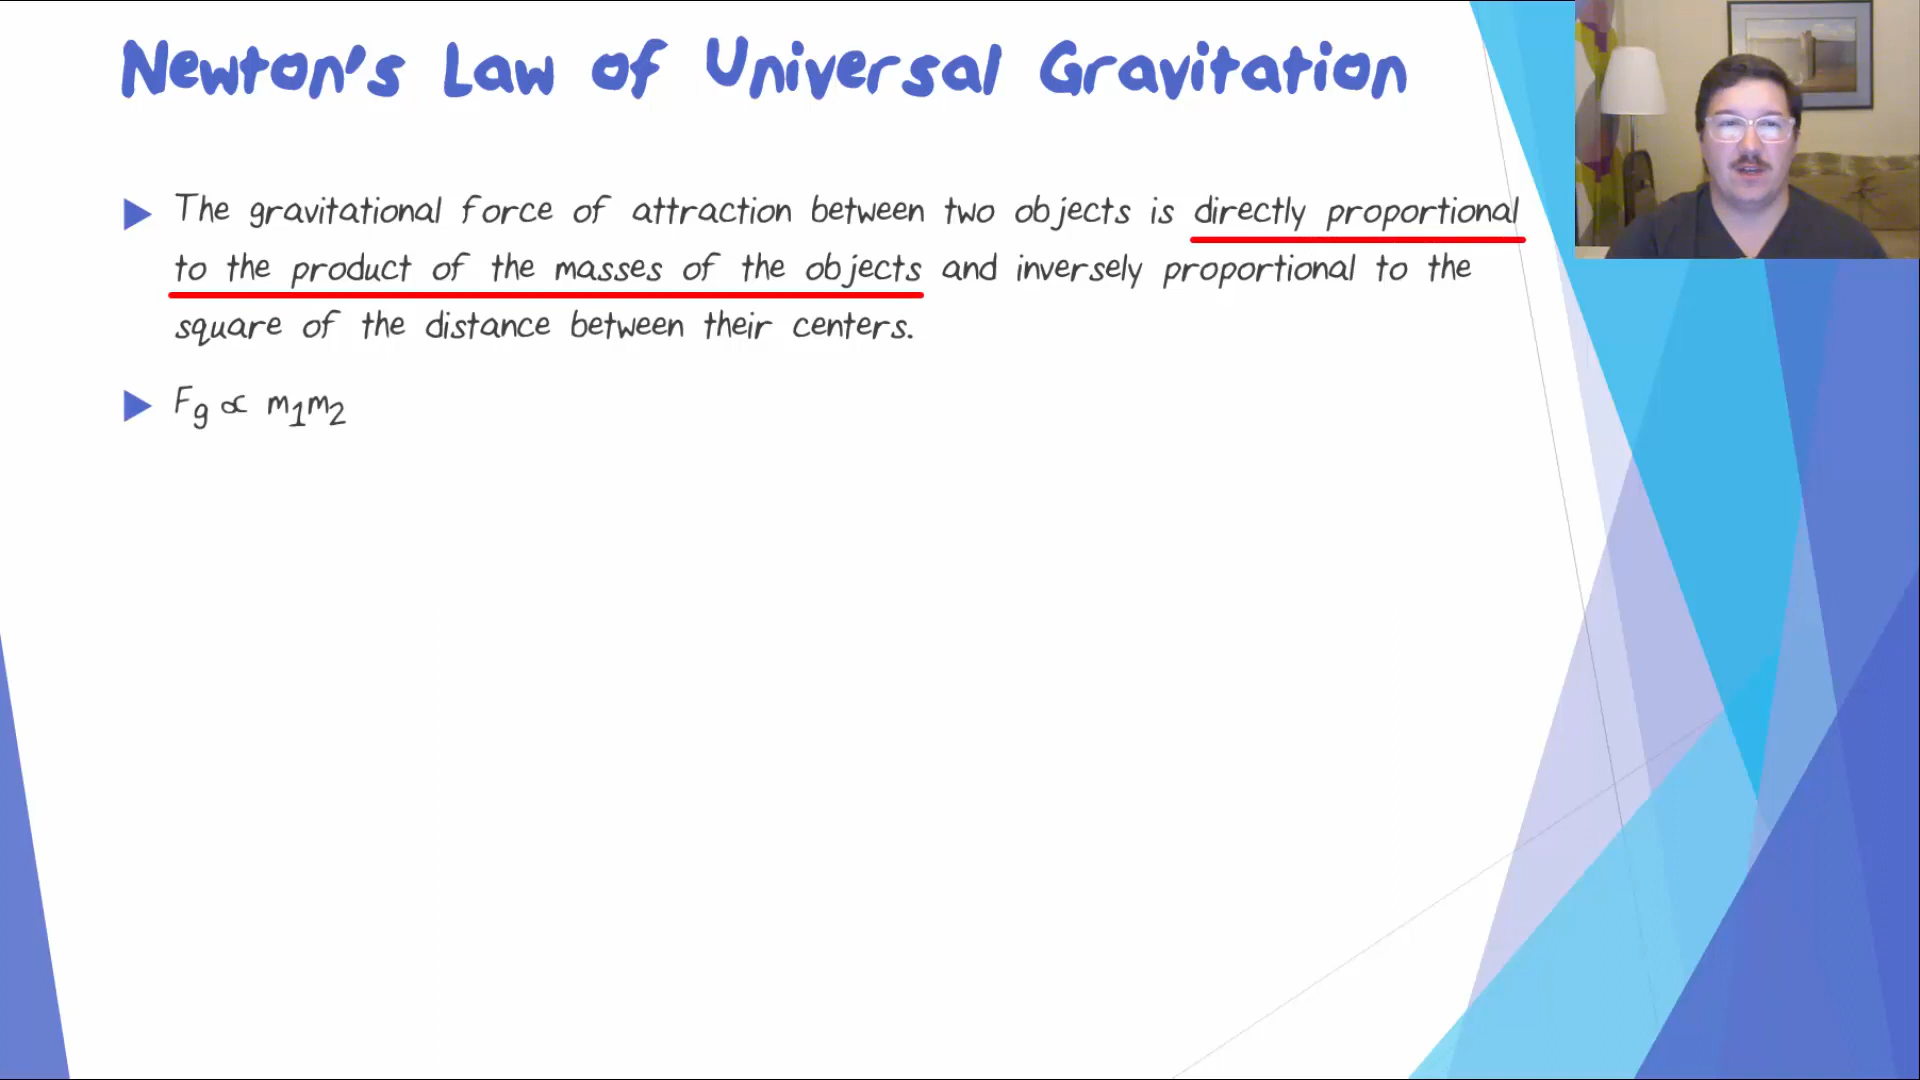 Newton's Law of Universal Gravitation
The gravitational force of attraction between two objects is directly proportional
to the product of the masses of the objects and inversely proportional to the
square of the distance between their centers.
Fg ∝ m1m2